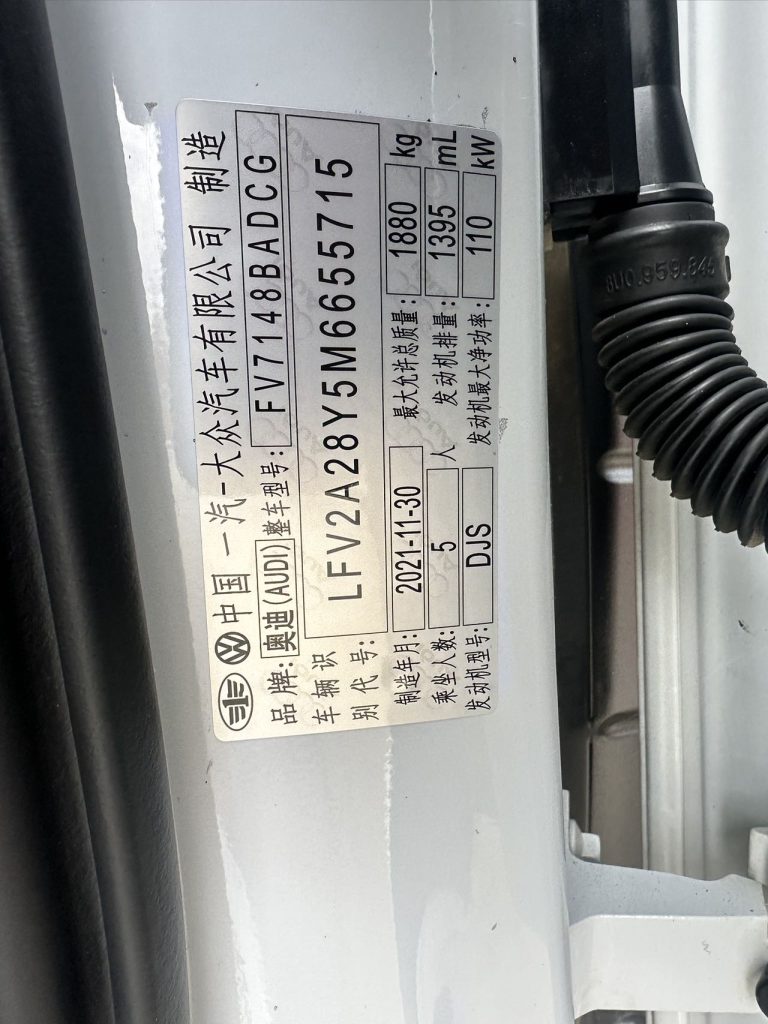 中国一汽-大众汽车有限公司 制造
品牌: 奥迪(AUDI) 整车型号: FV7148BADCG
车辆识别代号: LFV2A28Y5M6655715
制造年月: 2021-11-30 最大允许总质量: 1880 kg
乘坐人数: 5 人 发动机排量: 1395 mL
发动机型号: DJS 发动机最大净功率: 110 kW